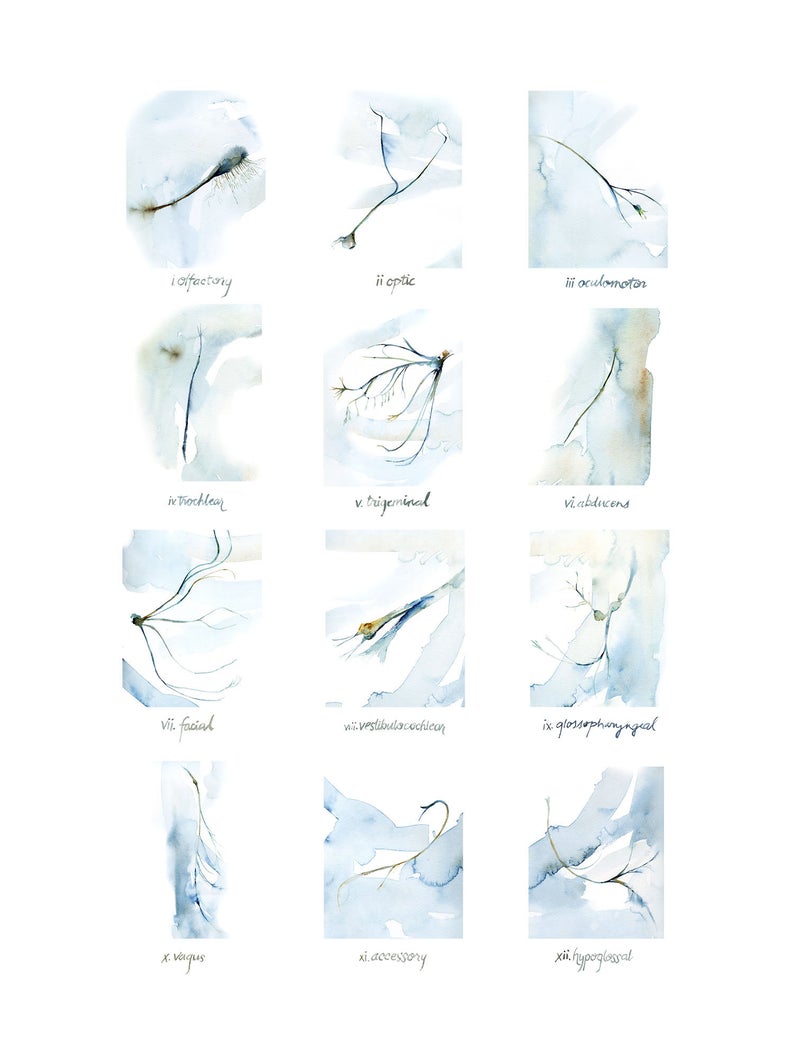 i olfactory
ii optic
iii oculomotor
iv. trochlear
v. trigeminal
vi. abducens
vii. facial
viii. vestibulocochlear
ix. glossopharyngeal
x. vagus
xi. accessory
xii. hypoglossal